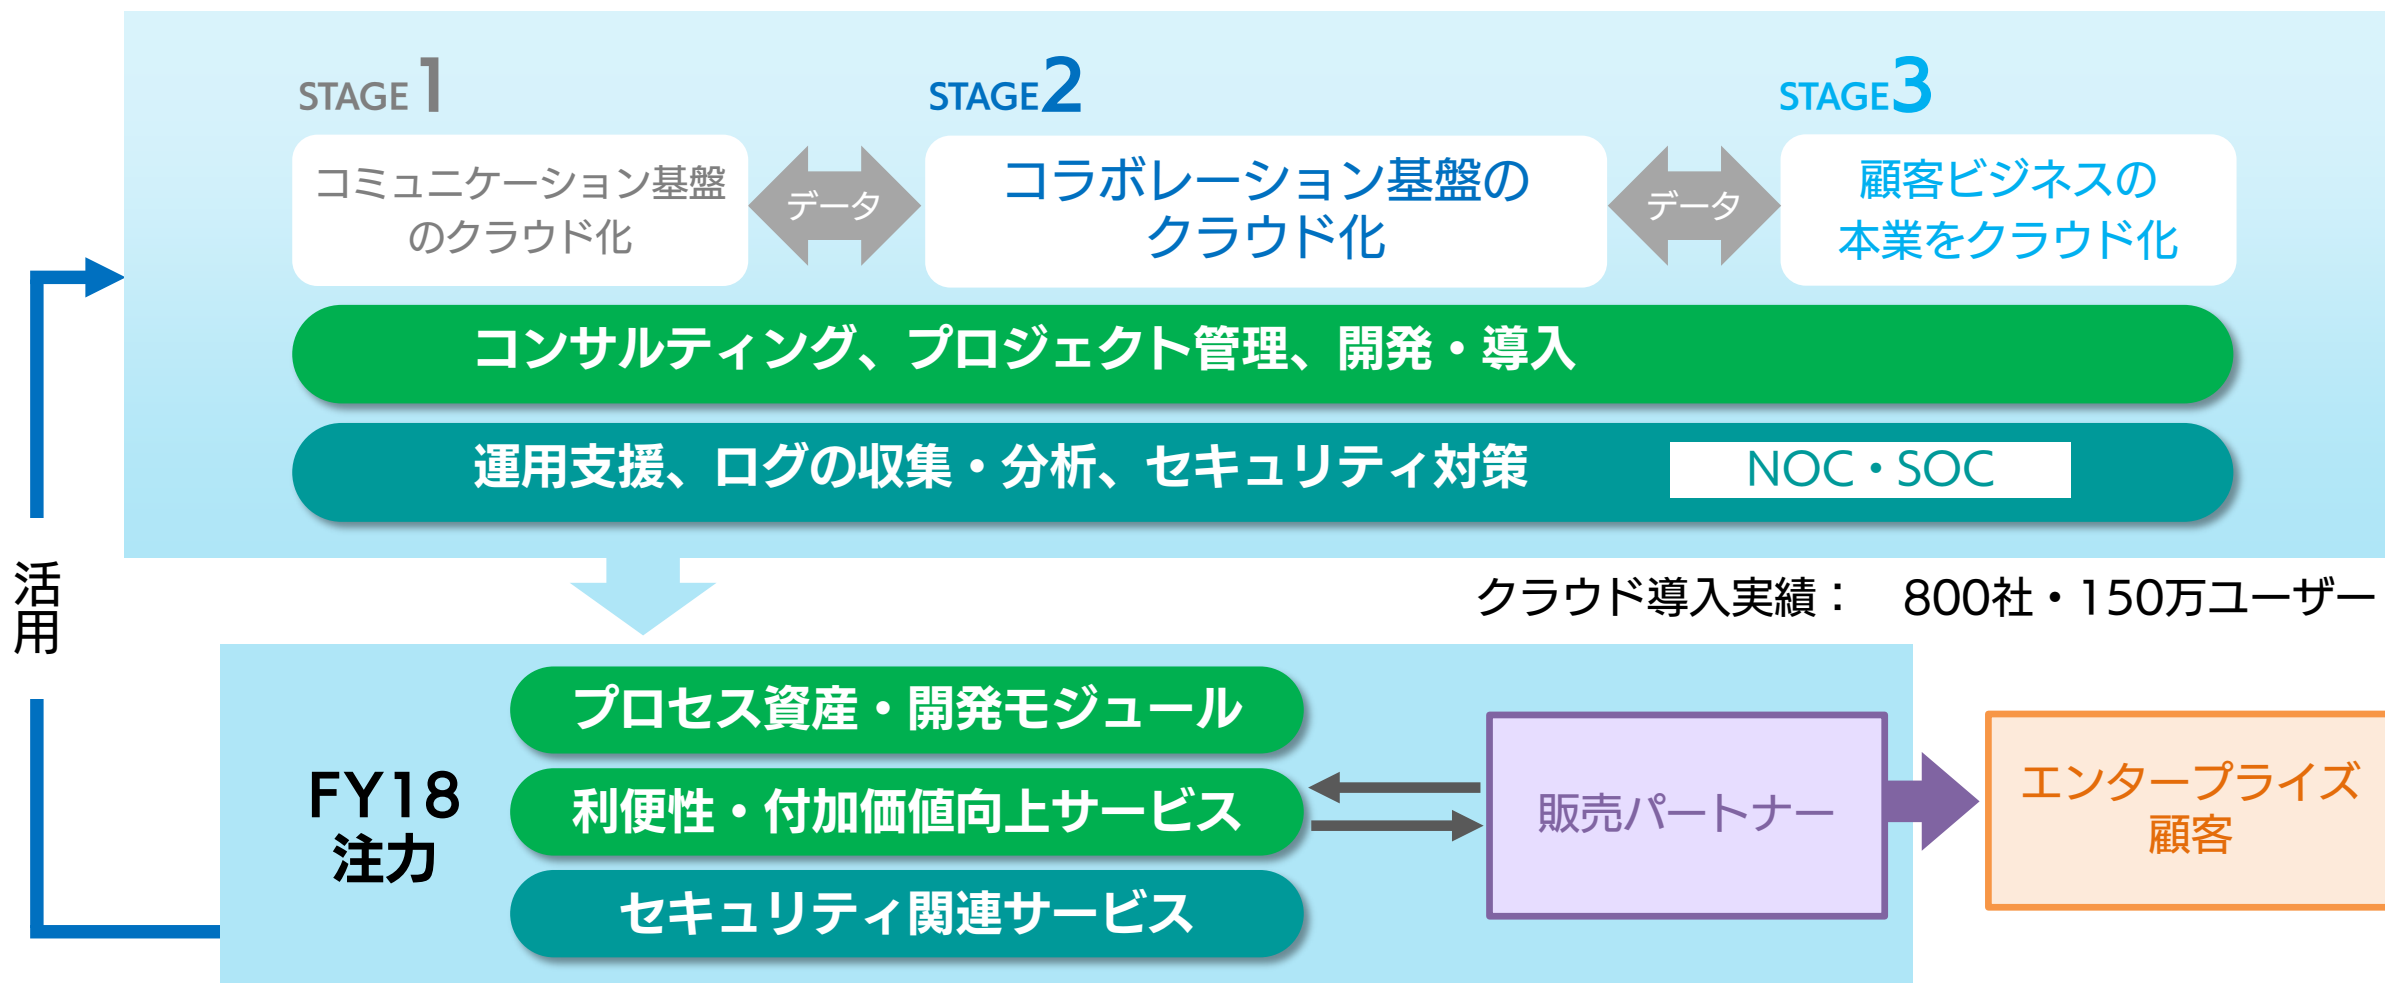 STAGE 1
STAGE 2
STAGE 3
コミュニケーション基盤
のクラウド化
データ
コラボレーション基盤の
クラウド化
データ
顧客ビジネスの
本業をクラウド化
コンサルティング、プロジェクト管理、開発・導入
運用支援、ログの収集・分析、セキュリティ対策
NOC・SOC
活用
クラウド導入実績： 800社・150万ユーザー
FY18
注力
プロセス資産・開発モジュール
利便性・付加価値向上サービス
セキュリティ関連サービス
販売パートナー
エンタープライズ
顧客